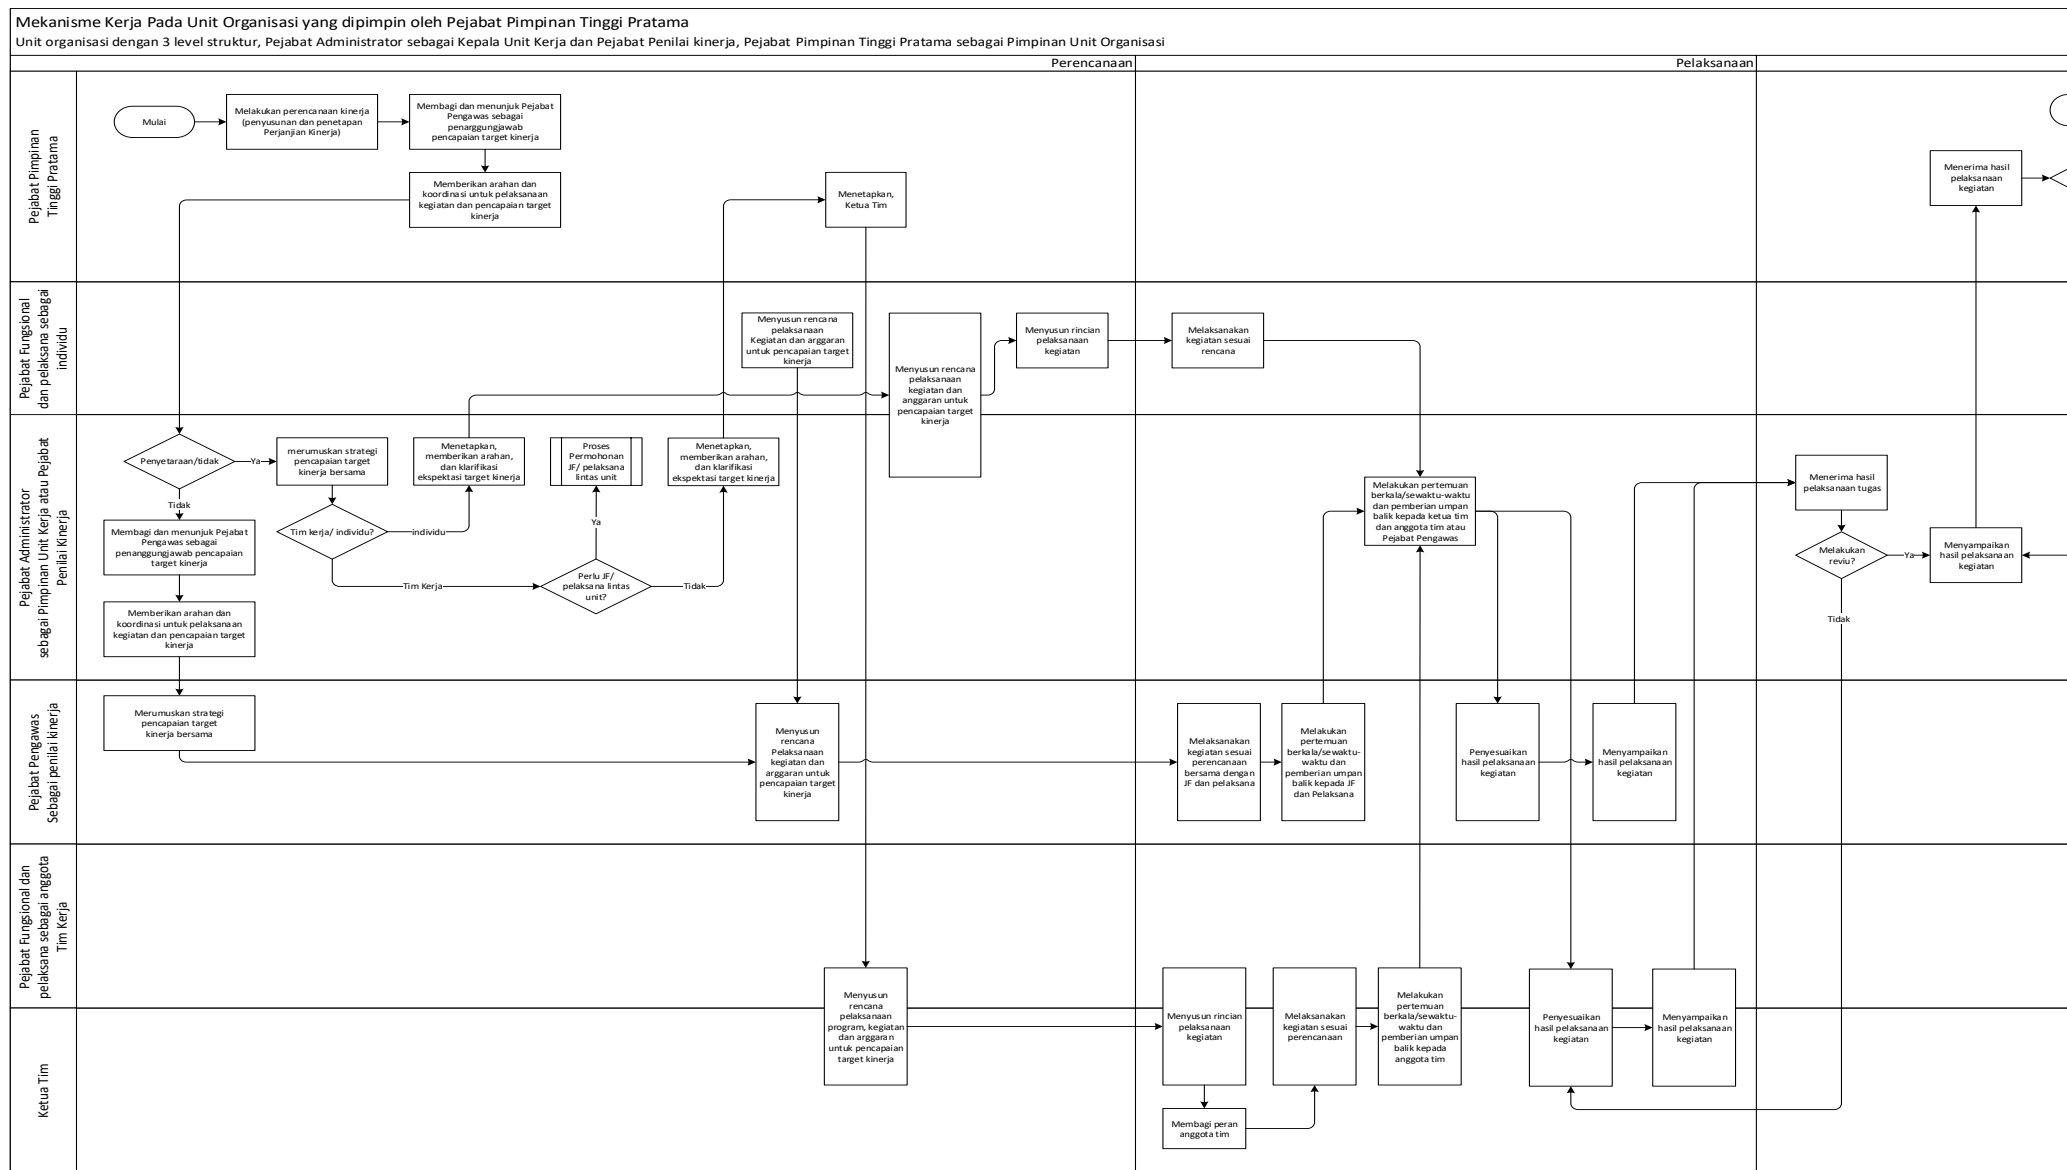 Mekanisme Kerja Pada Unit Organisasi yang dipimpin oleh Pejabat Pimpinan Tinggi Pratama
Unit organisasi dengan 3 level struktur, Pejabat Administrator sebagai Kepala Unit Kerja dan Pejabat Penilai kinerja, Pejabat Pimpinan Tinggi Pratama sebagai Pimpinan Unit Organisasi
Perencanaan
Pelaksanaan
Pejabat Pimpinan
Tinggi Pratama
Mulai
Melakukan perencanaan kinerja
(penyusunan dan penetapan
Perjanjian Kinerja)
Membagi dan menunjuk Pejabat
Pengawas sebagai
penarggungjawab
pencapaian target kinerja
Memberikan arahan dan
koordinasi untuk pelaksanaan
kegiatan dan pencapaian target
kinerja
Menetapkan,
Ketua Tim
Menerima hasil
pelaksanaan
kegiatan
Pejabat Fungsional
dan pelaksana sebagai
individu
Menyusun rencana
pelaksanaan
Kegiatan dan arggaran
untuk pencapaian target
kinerja
Menyusun rencana
pelaksanaan
kegiatan dan
anggaran untuk
pencapaian target
kinerja
Menyusun rincian
pelaksanaan
kegiatan
Melaksanakan
kegiatan sesuai
rencana
Pejabat Administrator
sebagai Pimpinan Unit Kerja atau Pejabat
Penilai Kinerja
Penyetaraan/tidak
Ya
Tidak
merumuskan strategi
pencapaian target
kinerja bersama
Menetapkan,
memberikan arahan,
dan klarifikasi
ekspektasi target kinerja
Proses
Permohonan
JF/ pelaksana
lintas unit
Menetapkan,
memberikan arahan,
dan klarifikasi
ekspektasi target kinerja
Membagi dan menunjuk Pejabat
Pengawas sebagai
penanggungjawab pencapaian
target kinerja
Tim kerja/ individu?
individu
Ya
Tim Kerja
Perlu JF/
pelaksana lintas
unit?
Tidak
Memberikan arahan dan
koordinasi untuk pelaksanaan
kegiatan dan pencapaian target
kinerja
Melakukan pertemuan
berkala/sewaktu-waktu
dan pemberian umpan
balik kepada ketua tim
dan anggota tim atau
Pejabat Pengawas
Menerima hasil
pelaksanaan tugas
Melakukan
reviu?
Ya
Tidak
Menyampaikan
hasil pelaksanaan
kegiatan
Pejabat Pengawas
Sebagai penilai kinerja
Merumuskan strategi
pencapaian target
kinerja bersama
Menyusun
rencana
Pelaksanaan
kegiatan dan
arggaran untuk
pencapaian target
kinerja
Melaksanakan
kegiatan sesuai
perencanaan
bersama dengan
JF dan pelaksana
Melakukan
pertemuan
berkala/sewaktu-
waktu dan
pemberian umpan
balik kepada JF
dan Pelaksana
Penyesuaikan
hasil pelaksanaan
kegiatan
Menyampaikan
hasil pelaksanaan
kegiatan
Pejabat Fungsional dan
pelaksana sebagai anggota
Tim Kerja
Ketua Tim
Menyusun
rencana
pelaksanaan
program, kegiatan
dan arggaran
untuk pencapaian
target kinerja
Menyusun rincian
pelaksanaan
kegiatan
Melaksanakan
kegiatan sesuai
perencanaan
Melakukan
pertemuan
berkala/sewaktu-
waktu dan
pemberian umpan
balik kepada
anggota tim
Penyesuaikan
hasil pelaksanaan
kegiatan
Menyampaikan
hasil pelaksanaan
kegiatan
Membagi peran
anggota tim